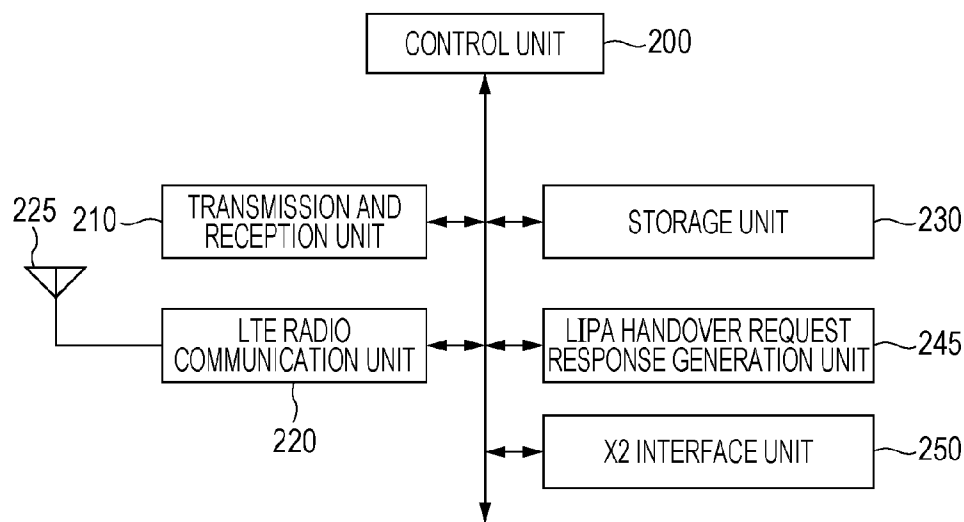 CONTROL UNIT
200
225
210
TRANSMISSION AND
RECEPTION UNIT
STORAGE UNIT
230
LTE RADIO
COMMUNICATION UNIT
220
LIPA HANDOVER REQUEST
RESPONSE GENERATION UNIT
245
X2 INTERFACE UNIT
250